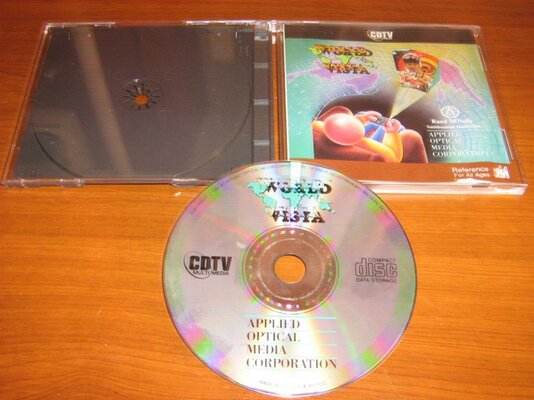 CDTV
WORLD
VISTA
Rand McNally
APPLIED
OPTICAL
MEDIA
CORPORATION
Reference
For All Ages
WORLD
VISTA
CDTV
MULTIMEDIA
COMPACT
disc
DATA STORAGE
APPLIED
OPTICAL
MEDIA
CORPORATION